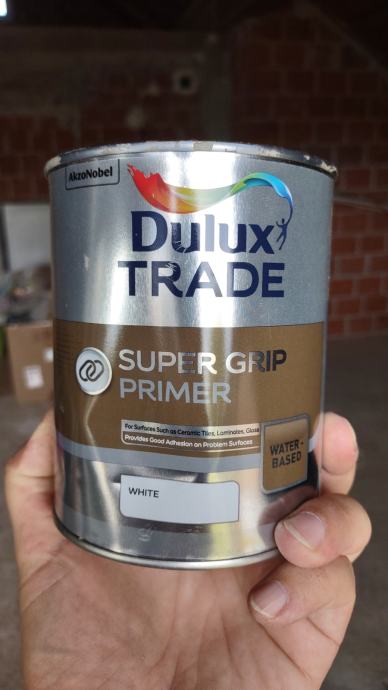 AkzoNobel
Dulux
TRADE
SUPER GRIP
PRIMER
For Surfaces Such as Ceramic Tiles, Laminates, Glass
Provides Good Adhesion on Problem Surfaces
WATER-
BASED
WHITE